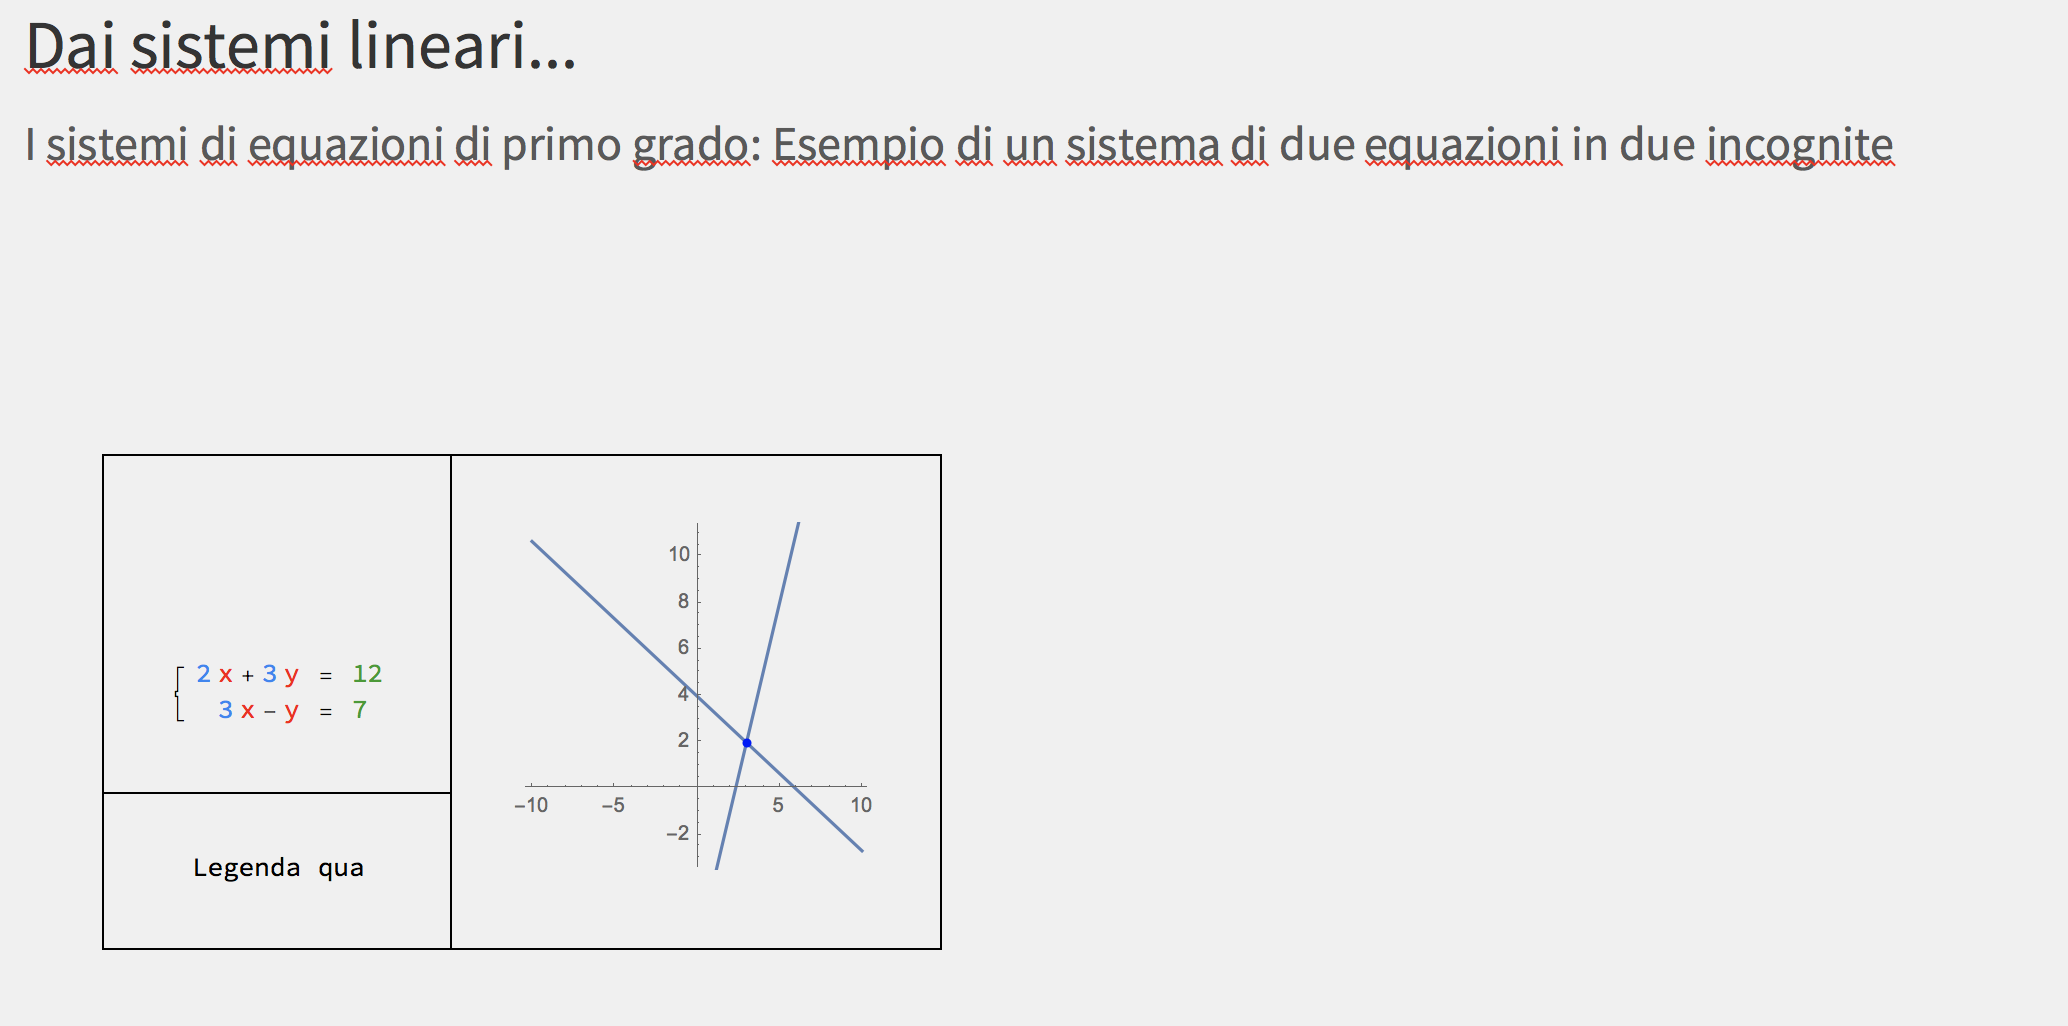 Dai sistemi lineari...
I sistemi di equazioni di primo grado: Esempio di un sistema di due equazioni in due incognite
2 x + 3 y = 12
3 x − y = 7
Legenda qua
10
8
6
4
2
−10 −5 5 10
−2